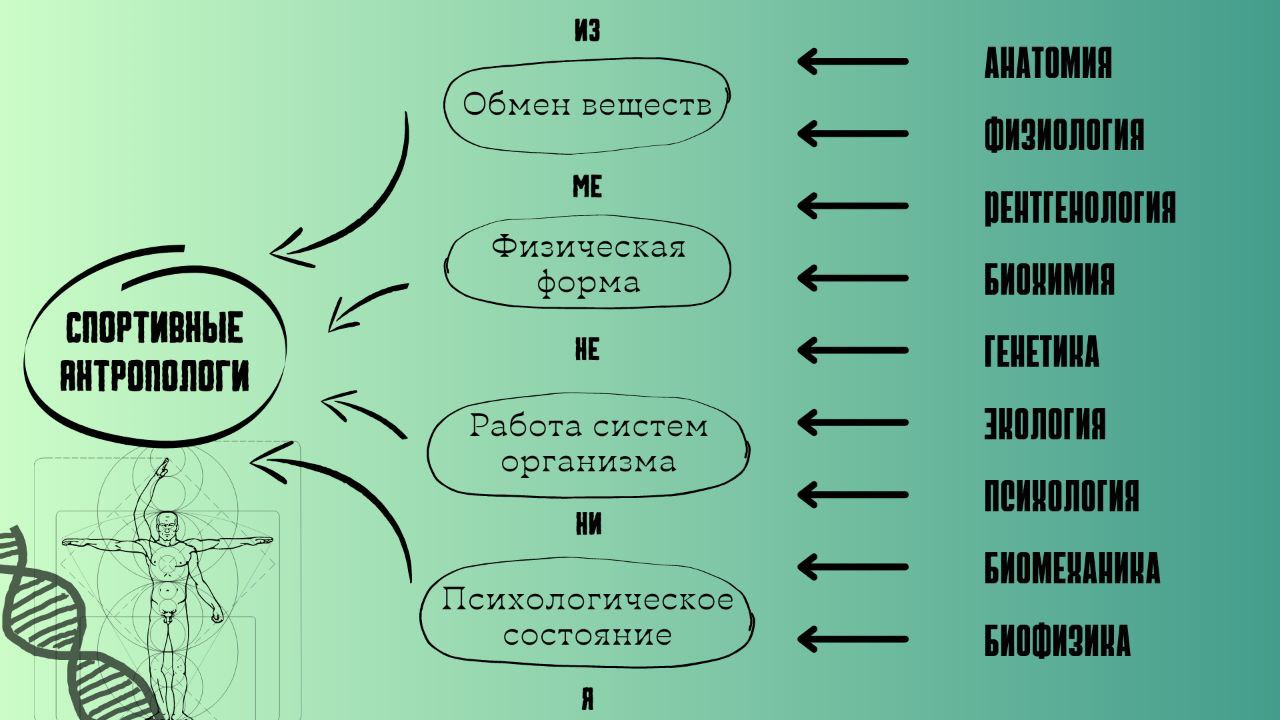 СПОРТИВНЫЕ
АНТРОПОЛОГИ
ИЗ
Обмен веществ
МЕ
Физическая
форма
НЕ
Работа систем
организма
НИ
Психологическое
состояние
Я
АНАТОМИЯ
ФИЗИОЛОГИЯ
РЕНТГЕНОЛОГИЯ
БИОХИМИЯ
ГЕНЕТИКА
ЭКОЛОГИЯ
ПСИХОЛОГИЯ
БИОМЕХАНИКА
БИОФИЗИКА